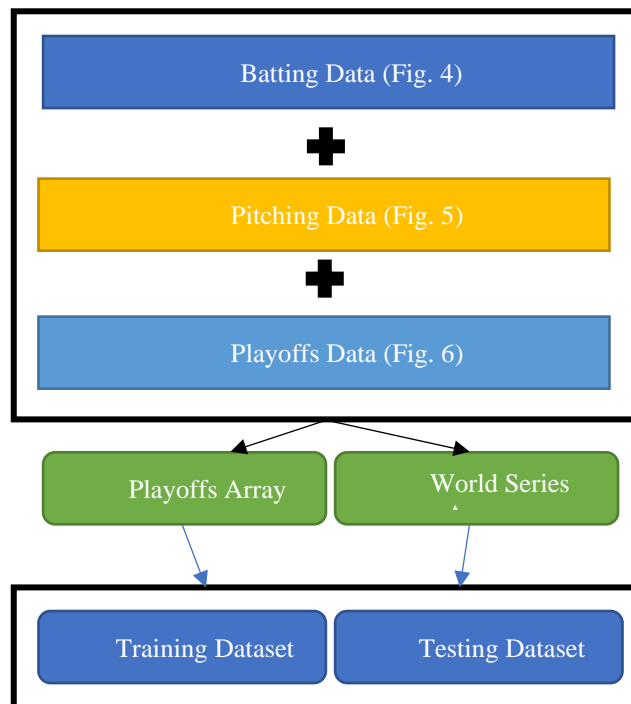 Batting Data (Fig. 4)
Pitching Data (Fig. 5)
Playoffs Data (Fig. 6)
Playoffs Array
World Series
Training Dataset
Testing Dataset